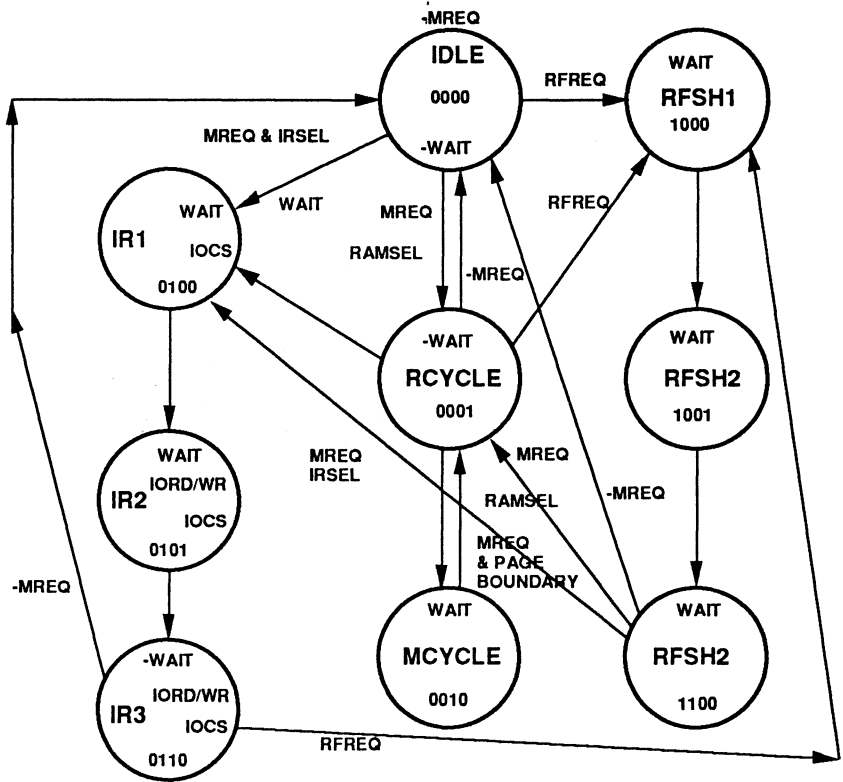 -MREQ
IDLE
0000
-WAIT
RFREQ
WAIT
RFSH1
1000
MREQ & IRSEL
WAIT
WAIT
IR1
IOCS
0100
MREQ
RAMSEL
-MREQ
RFREQ
-WAIT
RCYCLE
0001
WAIT
RFSH2
1001
MREQ
IRSEL
MREQ
RAMSEL
-MREQ
WAIT
IORD/WR
IR2
IOCS
0101
MREQ
& PAGE
BOUNDARY
-MREQ
WAIT
MCYCLE
0010
WAIT
RFSH2
1100
-WAIT
IORD/WR
IR3
IOCS
0110
RFREQ